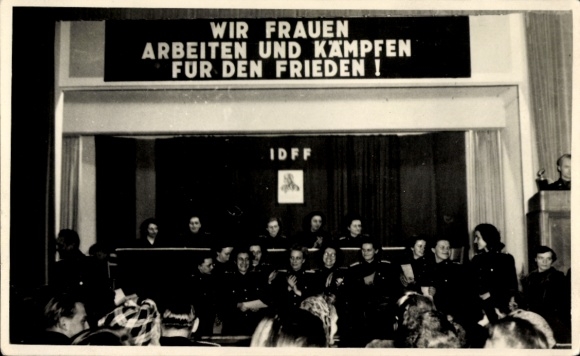 WIR FRAUEN
ARBEITEN UND KÄMPFEN
FÜR DEN FRIEDEN !
IDFF